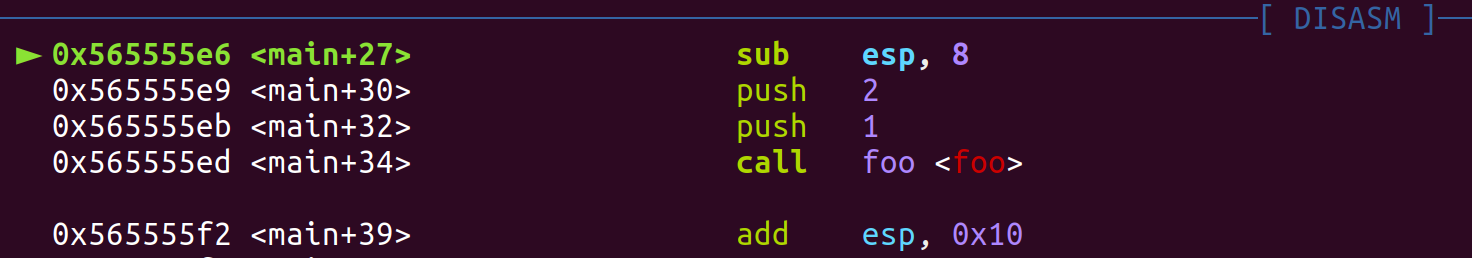 [ DISASM ]
► 0x565555e6 <main+27> sub esp, 8
0x565555e9 <main+30> push 2
0x565555eb <main+32> push 1
0x565555ed <main+34> call foo <foo>
0x565555f2 <main+39> add esp, 0x10